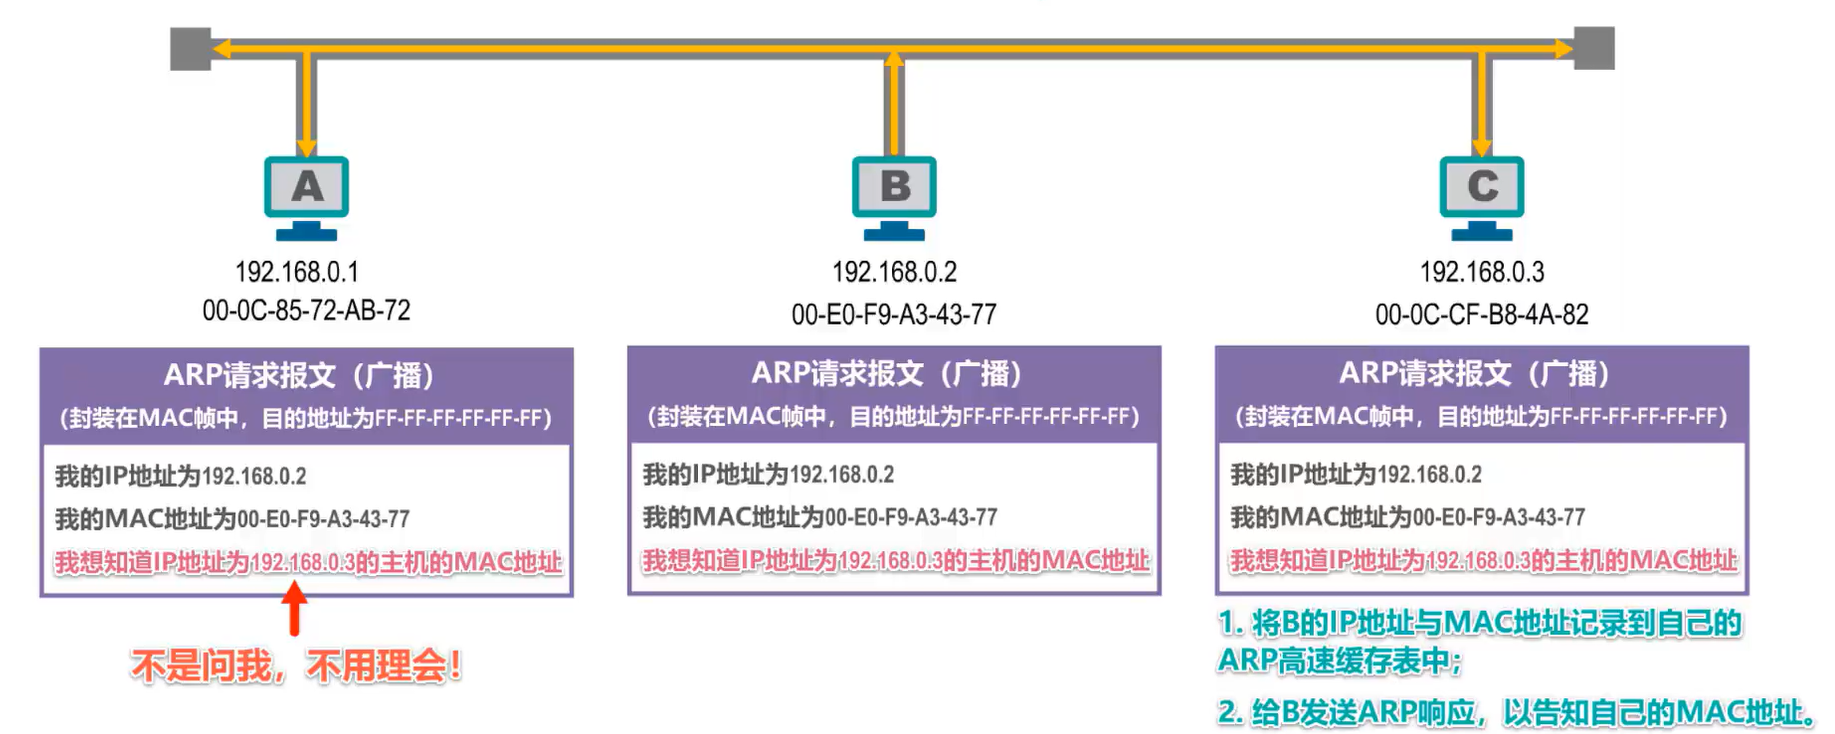 A
B
C
192.168.0.1
00-0C-85-72-AB-72
192.168.0.2
00-E0-F9-A3-43-77
192.168.0.3
00-0C-CF-B8-4A-82
ARP请求报文（广播）
（封装在MAC帧中，目的地址为FF-FF-FF-FF-FF-FF）
我的IP地址为192.168.0.2
我的MAC地址为00-E0-F9-A3-43-77
我想知道IP地址为192.168.0.3的主机的MAC地址
不是问我，不用理会！
ARP请求报文（广播）
（封装在MAC帧中，目的地址为FF-FF-FF-FF-FF-FF）
我的IP地址为192.168.0.2
我的MAC地址为00-E0-F9-A3-43-77
我想知道IP地址为192.168.0.3的主机的MAC地址
ARP请求报文（广播）
（封装在MAC帧中，目的地址为FF-FF-FF-FF-FF-FF）
我的IP地址为192.168.0.2
我的MAC地址为00-E0-F9-A3-43-77
我想知道IP地址为192.168.0.3的主机的MAC地址
1. 将B的IP地址与MAC地址记录到自己的
ARP高速缓存表中；
2. 给B发送ARP响应，以告知自己的MAC地址。